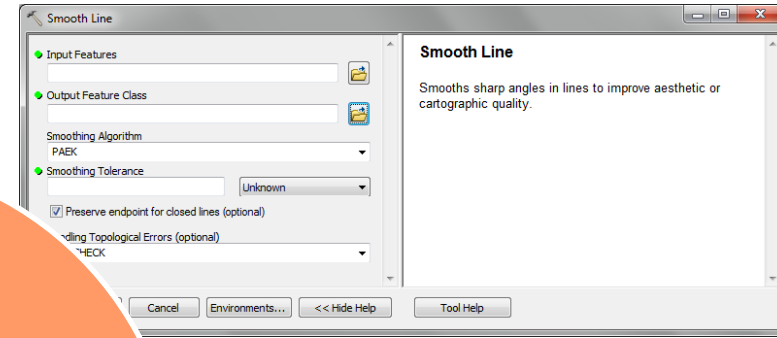 Smooth Line
Input Features
Output Feature Class
Smoothing Algorithm
PAEK
Smoothing Tolerance
Unknown
Preserve endpoint for closed lines (optional)
Topological Errors (optional)
Cancel
Environments...
<< Hide Help
Smooth Line
Smooths sharp angles in lines to improve aesthetic or
cartographic quality.
Tool Help